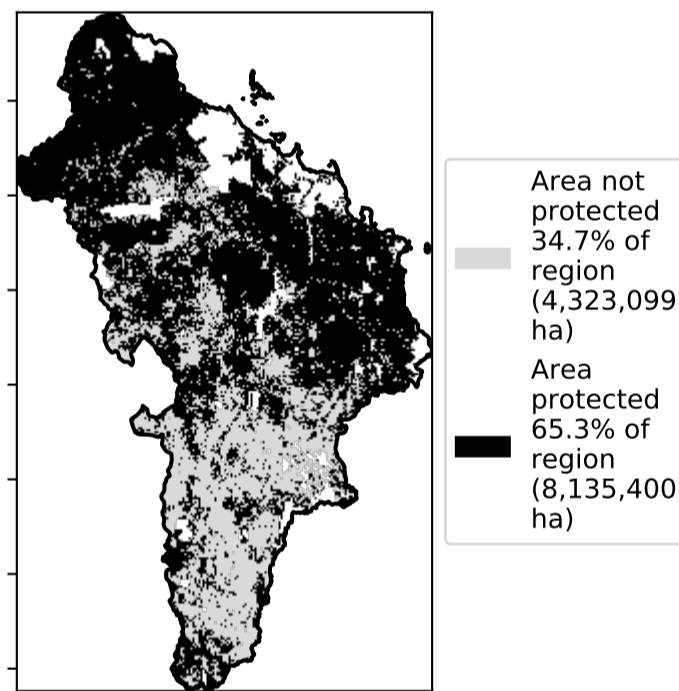 Area not
protected
34.7% of
region
(4,323,099
ha)
Area
protected
65.3% of
region
(8,135,400
ha)